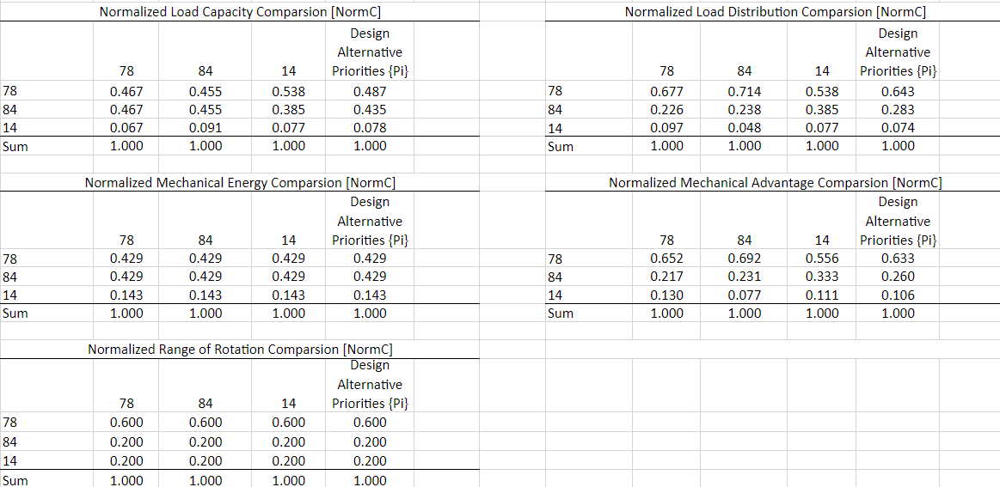 Normalized Load Capacity Comparsion [NormC]
78 84 14 Design Alternative Priorities {Pi}
78 0.467 0.455 0.538 0.487
84 0.467 0.455 0.385 0.435
14 0.067 0.091 0.077 0.078
Sum 1.000 1.000 1.000 1.000
Normalized Load Distribution Comparsion [NormC]
78 84 14 Design Alternative Priorities {Pi}
78 0.677 0.714 0.538 0.643
84 0.226 0.238 0.385 0.283
14 0.097 0.048 0.077 0.074
Sum 1.000 1.000 1.000 1.000
Normalized Mechanical Energy Comparsion [NormC]
78 84 14 Design Alternative Priorities {Pi}
78 0.429 0.429 0.429 0.429
84 0.429 0.429 0.429 0.429
14 0.143 0.143 0.143 0.143
Sum 1.000 1.000 1.000 1.000
Normalized Mechanical Advantage Comparsion [NormC]
78 84 14 Design Alternative Priorities {Pi}
78 0.652 0.692 0.556 0.633
84 0.217 0.231 0.333 0.260
14 0.130 0.077 0.111 0.106
Sum 1.000 1.000 1.000 1.000
Normalized Range of Rotation Comparsion [NormC]
78 84 14 Design Alternative Priorities {Pi}
78 0.600 0.600 0.600 0.600
84 0.200 0.200 0.200 0.200
14 0.200 0.200 0.200 0.200
Sum 1.000 1.000 1.000 1.000